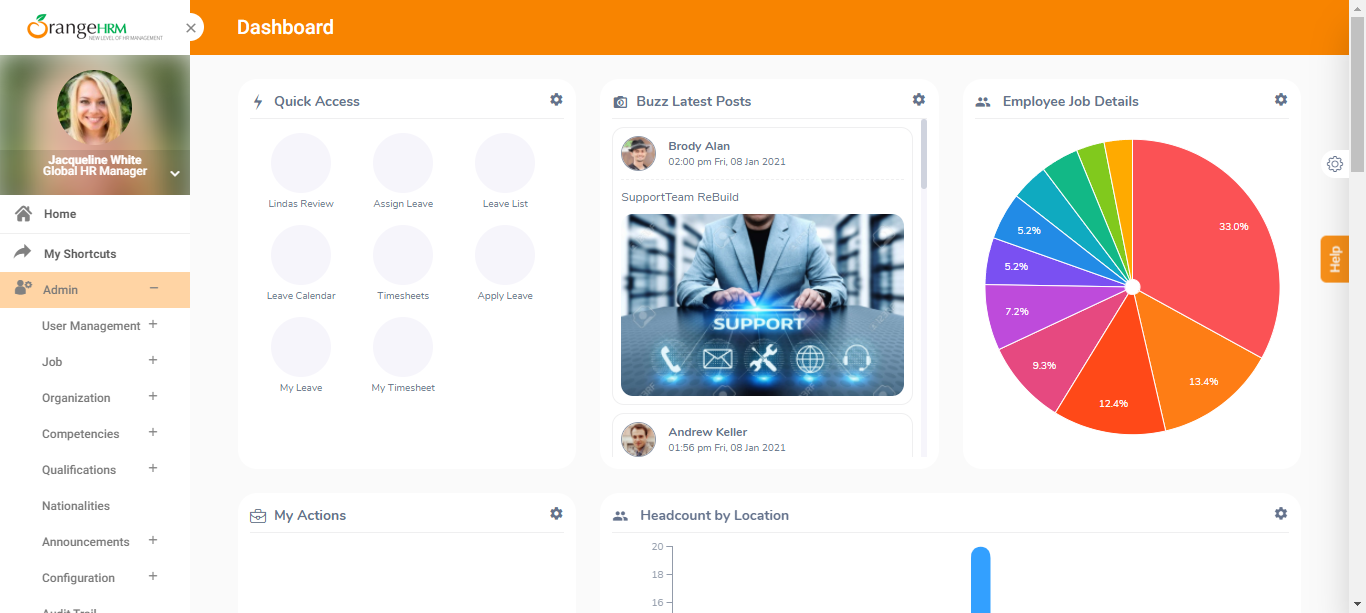 OrangeHRM
NEW LEVEL OF HR MANAGEMENT
Dashboard
Jacqueline White
Global HR Manager
Home
My Shortcuts
Admin
User Management
Job
Organization
Competencies
Qualifications
Nationalities
Announcements
Configuration
Audit Trail
Quick Access
Lindas Review
Assign Leave
Leave List
Leave Calendar
Timesheets
Apply Leave
My Leave
My Timesheet
Buzz Latest Posts
Brody Alan
02:00 pm Fri, 08 Jan 2021
SupportTeam ReBuild
SUPPORT
Andrew Keller
01:56 pm Fri, 08 Jan 2021
Employee Job Details
33.0%
13.4%
12.4%
9.3%
7.2%
5.2%
5.2%
Help
My Actions
Headcount by Location
20
18
16